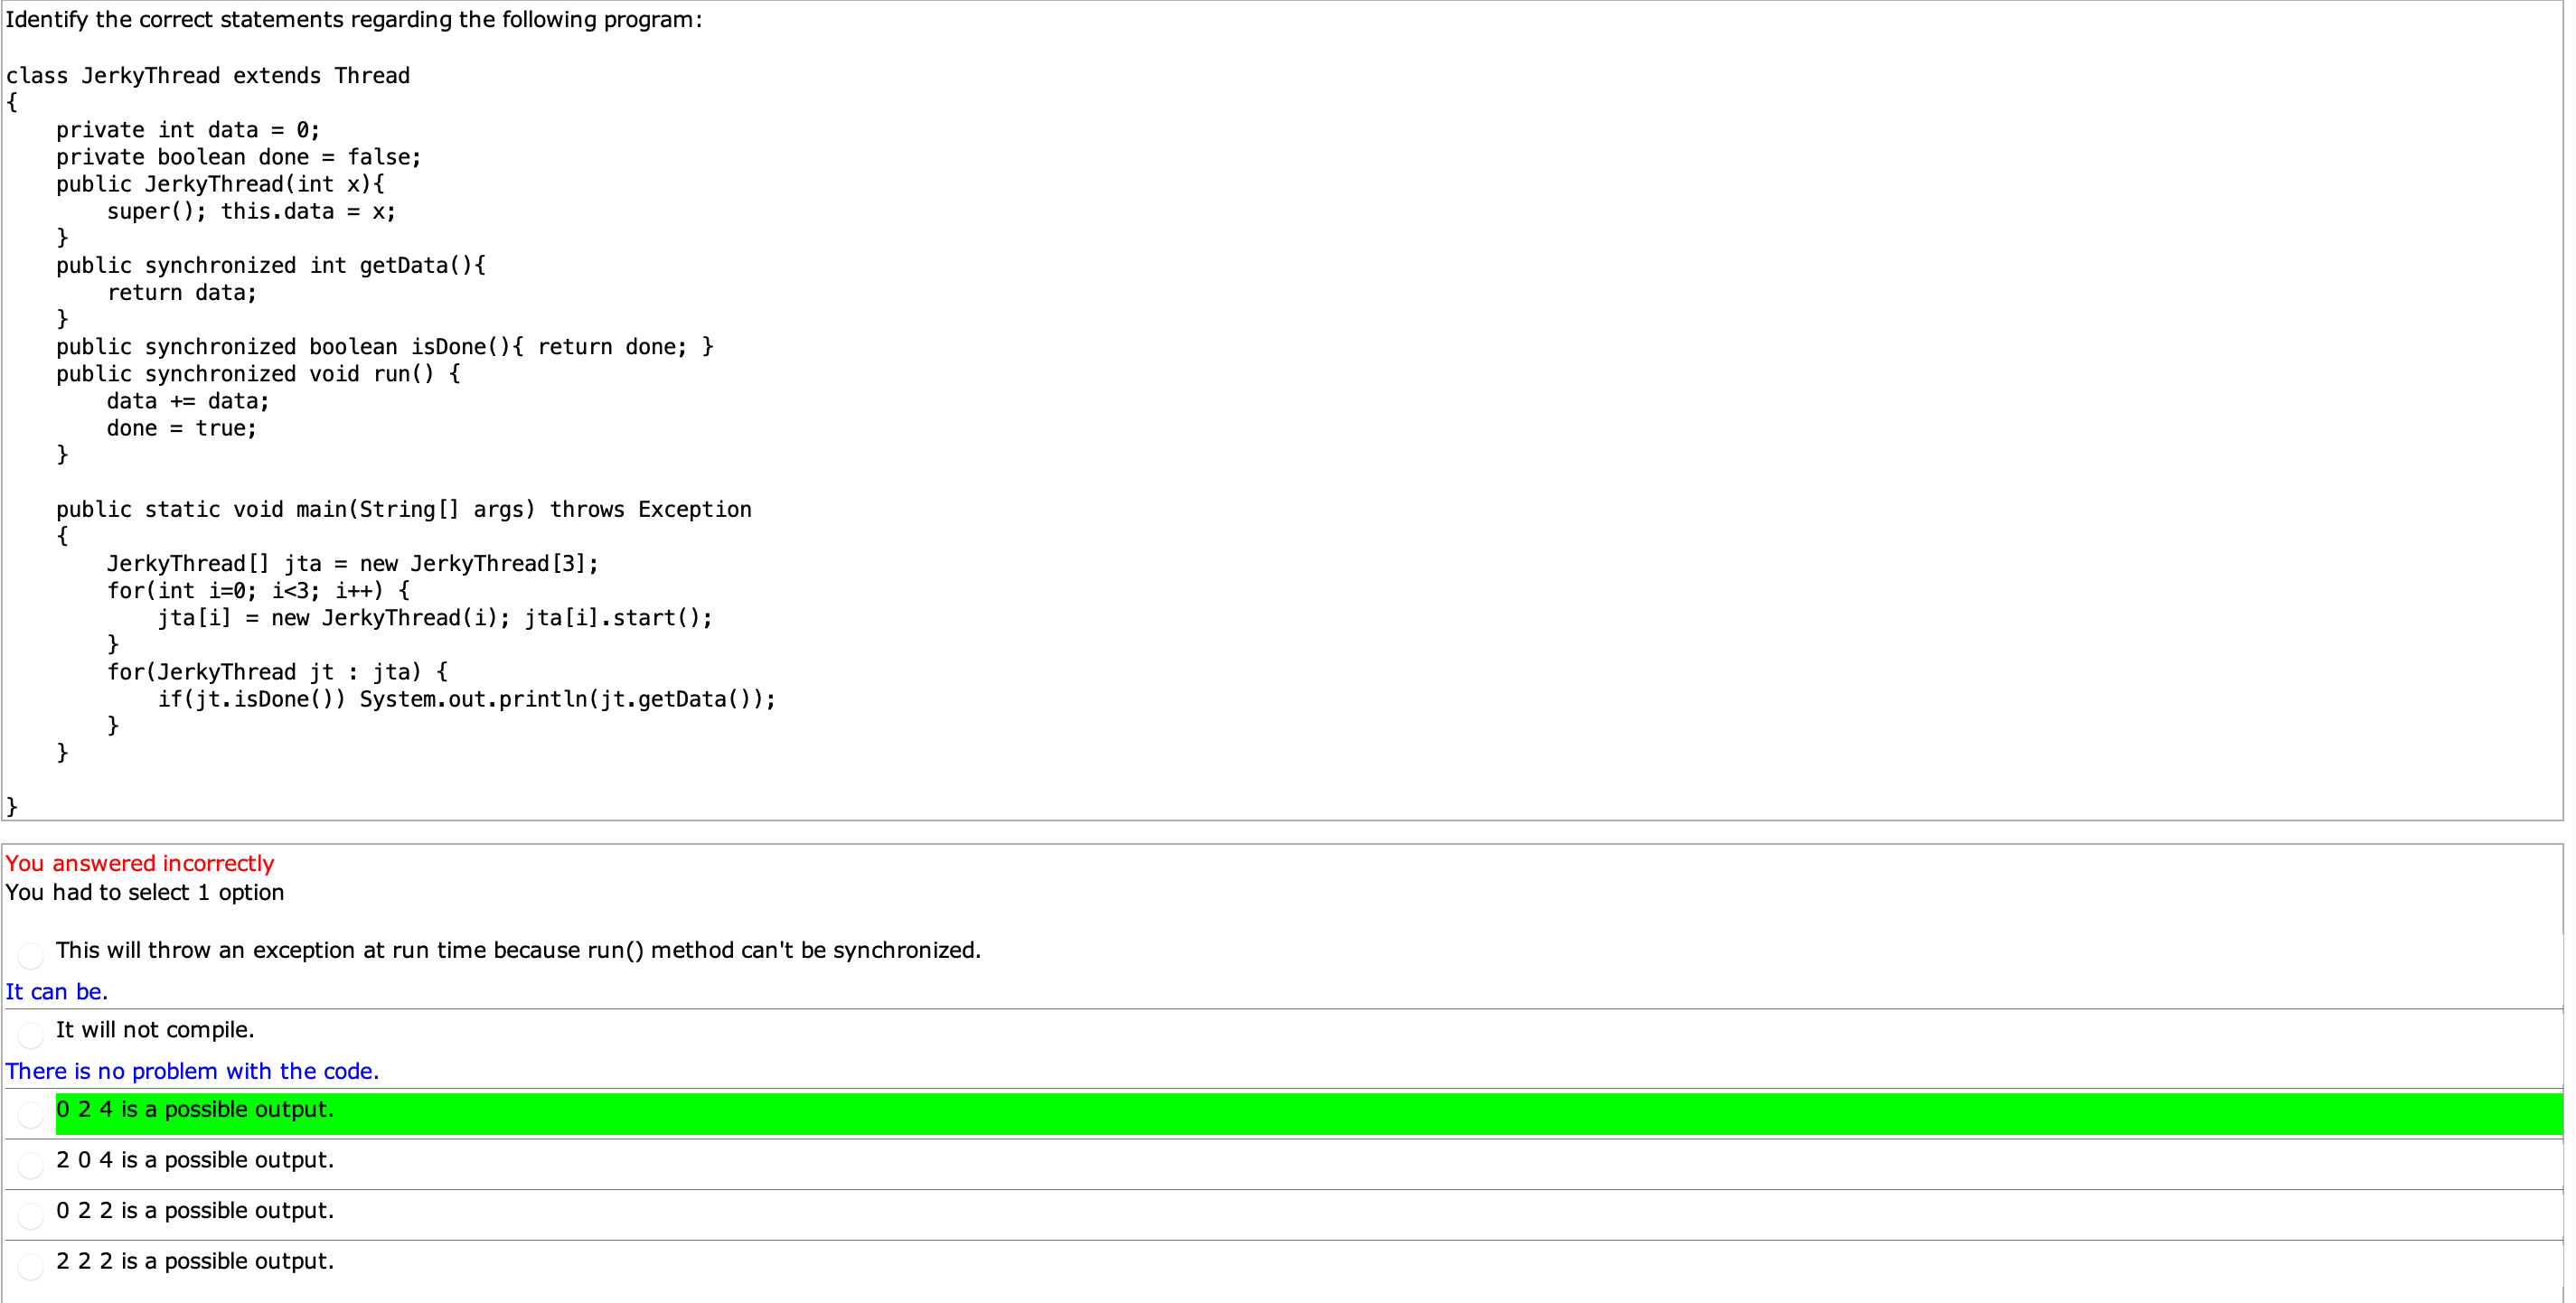 Identify the correct statements regarding the following program:

class JerkyThread extends Thread
{
    private int data = 0;
    private boolean done = false;
    public JerkyThread(int x){
        super(); this.data = x;
    }
    public synchronized int getData(){
        return data;
    }
    public synchronized boolean isDone(){ return done; }
    public synchronized void run() {
        data += data;
        done = true;
    }

    public static void main(String[] args) throws Exception
    {
        JerkyThread[] jta = new JerkyThread[3];
        for(int i=0; i<3; i++) {
            jta[i] = new JerkyThread(i); jta[i].start();
        }
        for(JerkyThread jt : jta) {
            if(jt.isDone()) System.out.println(jt.getData());
        }
    }

}
You answered incorrectly
You had to select 1 option
This will throw an exception at run time because run() method can't be synchronized.
It can be.
It will not compile.
There is no problem with the code.
0 2 4 is a possible output.
2 0 4 is a possible output.
0 2 2 is a possible output.
2 2 2 is a possible output.